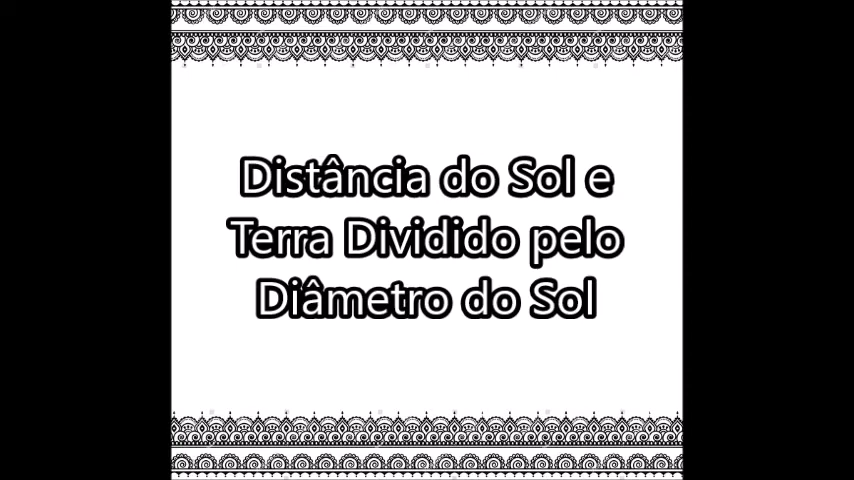 Distância do Sol e
Terra Dividido pelo
Diâmetro do Sol